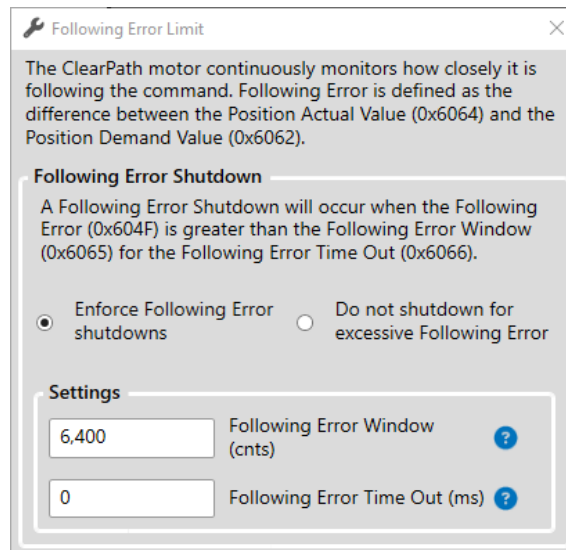 Following Error Limit
The ClearPath motor continuously monitors how closely it is
following the command. Following Error is defined as the
difference between the Position Actual Value (0x6064) and the
Position Demand Value (0x6062).
Following Error Shutdown
A Following Error Shutdown will occur when the Following
Error (0x604F) is greater than the Following Error Window
(0x6065) for the Following Error Time Out (0x6066).
Enforce Following Error
shutdowns
Do not shutdown for
excessive Following Error
Settings
6,400
Following Error Window
(cnts)
?
0
Following Error Time Out (ms)
?